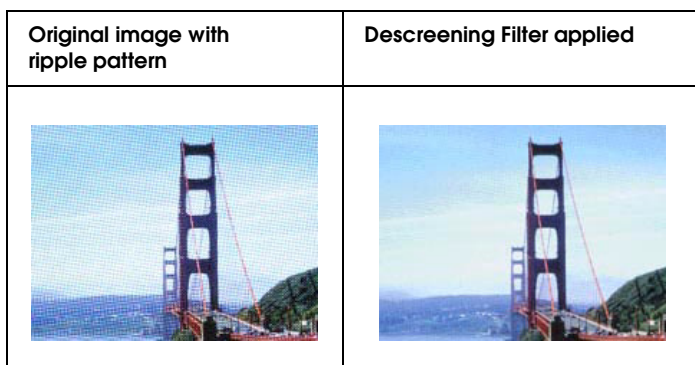 Original image with
ripple pattern
Descreening Filter applied